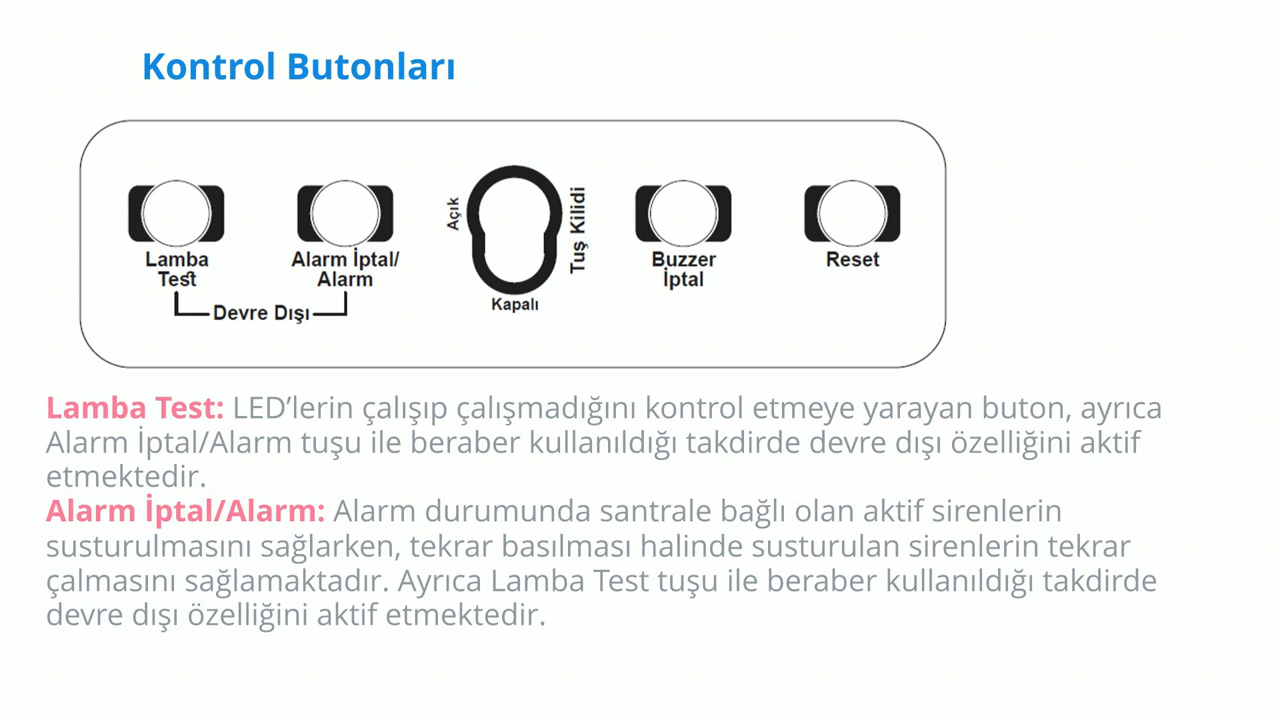 Kontrol Butonları
Lamba
Test
Alarm İptal/
Alarm
Devre Dışı
Açık
Tuş Kilidi
Kapalı
Buzzer
İptal
Reset
Lamba Test: LED’lerin çalışıp çalışmadığını kontrol etmeye yarayan buton, ayrıca
Alarm İptal/Alarm tuşu ile beraber kullanıldığı takdirde devre dışı özelliğini aktif
etmektedir.
Alarm İptal/Alarm: Alarm durumunda santrale bağlı olan aktif sirenlerin
susturulmasını sağlarken, tekrar basılması halinde susturulan sirenlerin tekrar
çalmasını sağlamaktadır. Ayrıca Lamba Test tuşu ile beraber kullanıldığı takdirde
devre dışı özelliğini aktif etmektedir.